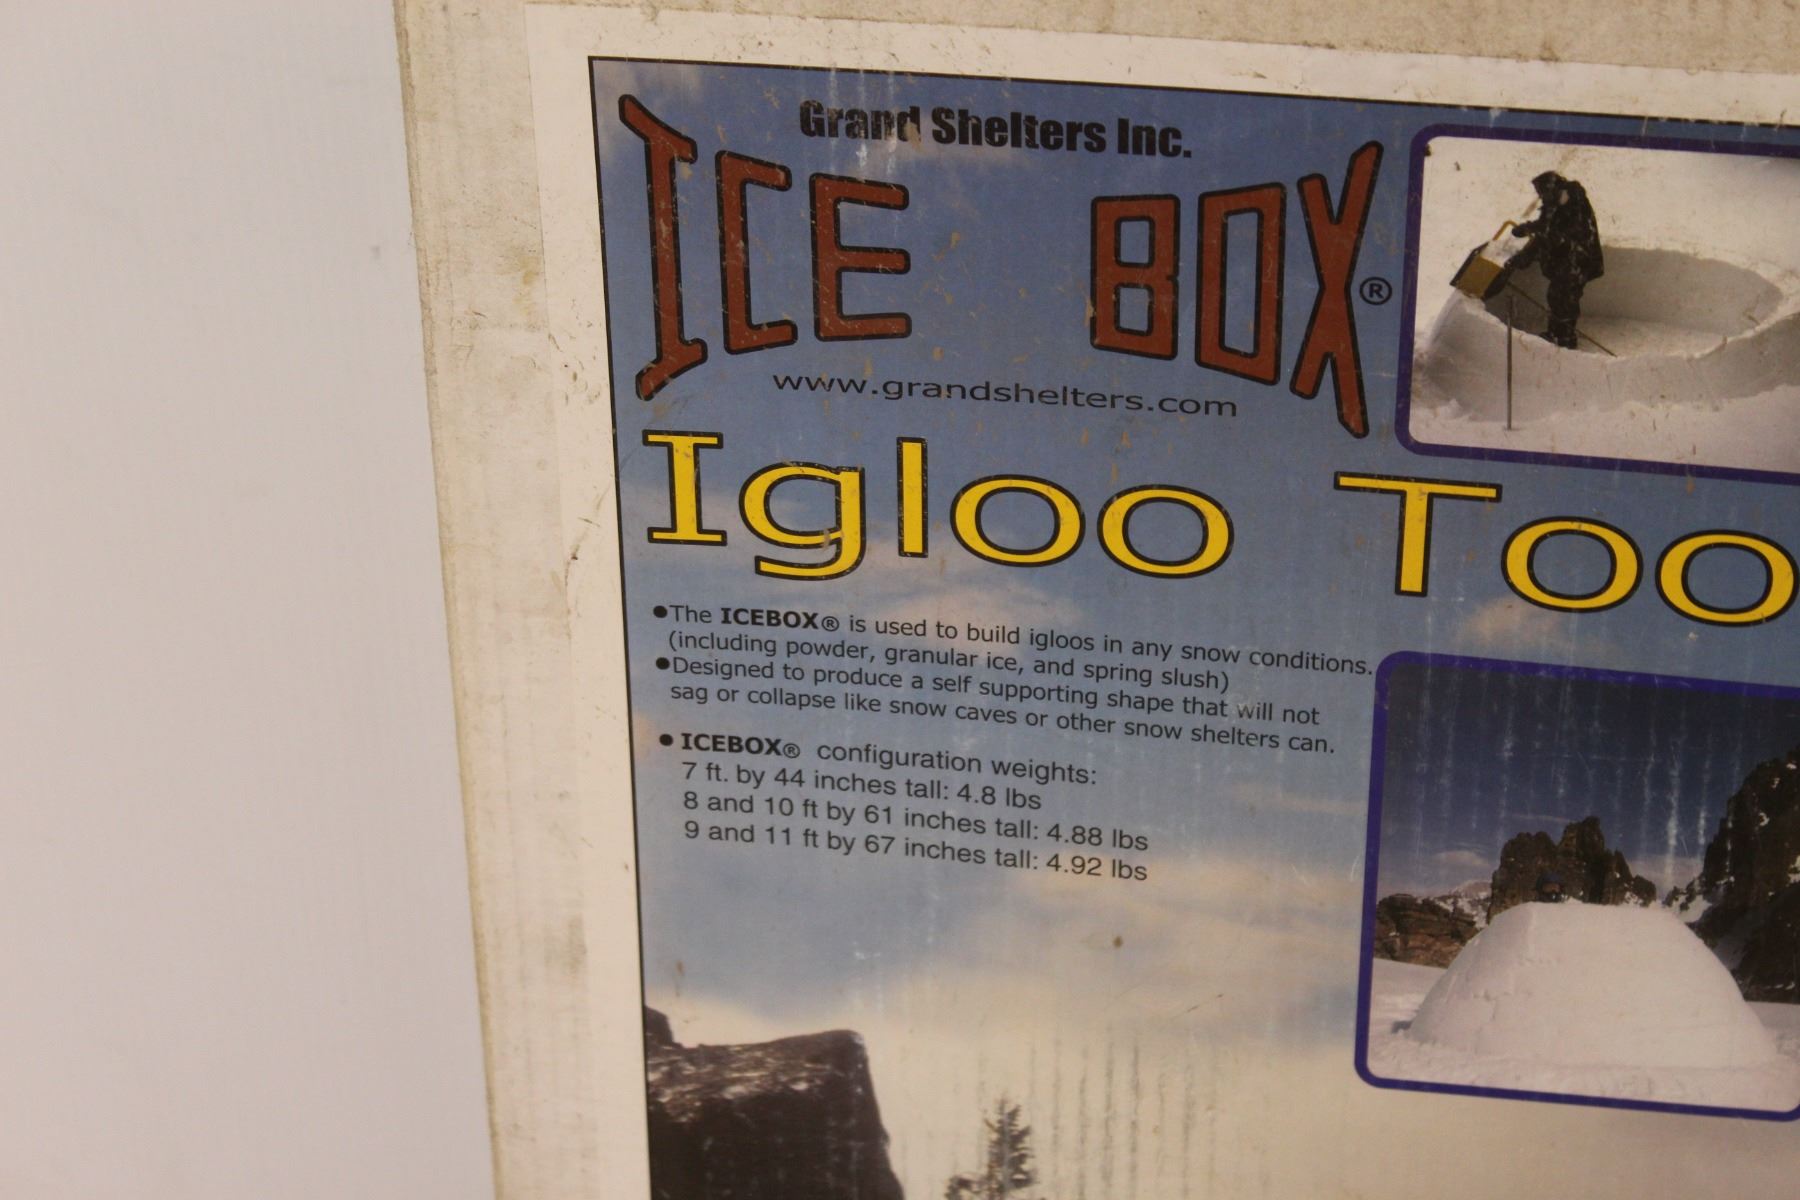 Grand Shelters Inc.
ICE BOX®
www.grandshelters.com
Igloo Too
●The ICEBOX® is used to build igloos in any snow conditions.
(including powder, granular ice, and spring slush)
●Designed to produce a self supporting shape that will not
sag or collapse like snow caves or other snow shelters can.
● ICEBOX® configuration weights:
7 ft. by 44 inches tall: 4.8 lbs
8 and 10 ft by 61 inches tall: 4.88 lbs
9 and 11 ft by 67 inches tall: 4.92 lbs